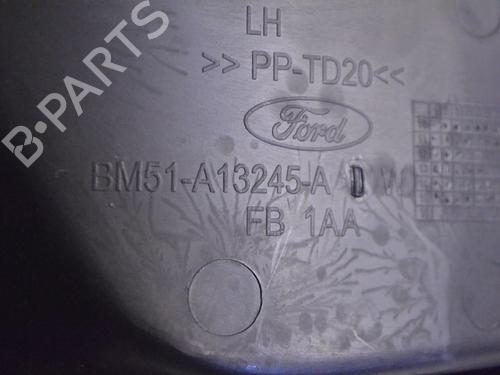 LH
>> PP-TD20<<
Ford
BM51-A13245-A
FB 1AA
B-PARTS